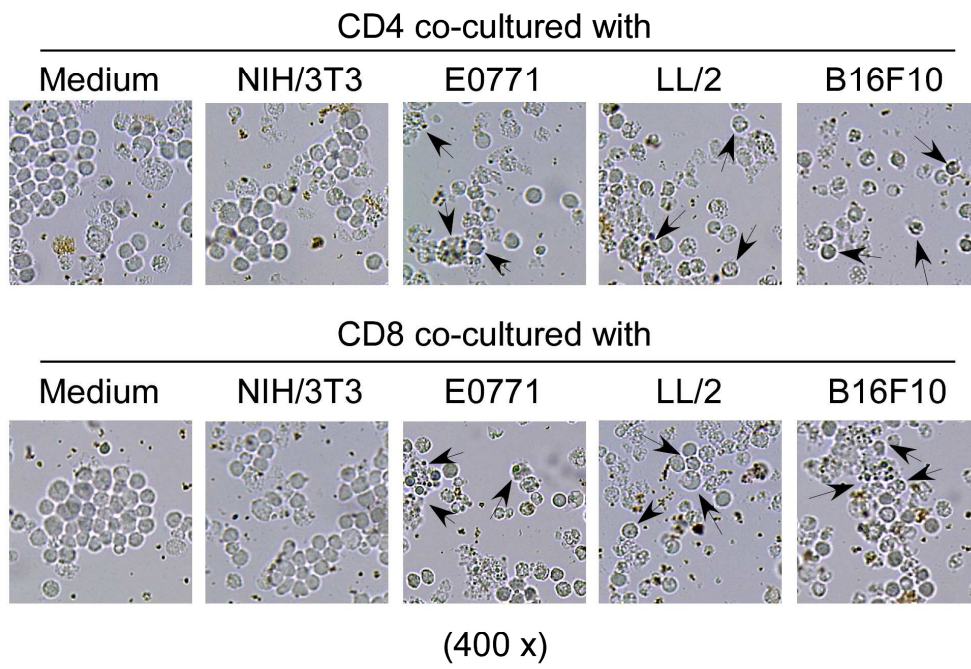 CD4 co-cultured with
Medium NIH/3T3 E0771 LL/2 B16F10
CD8 co-cultured with
Medium NIH/3T3 E0771 LL/2 B16F10
(400 x)